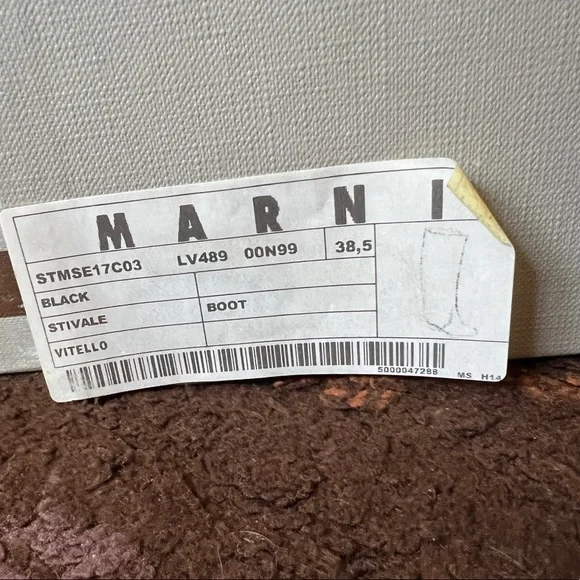 MARNI
STMSE17C03 LV489 00N99 38,5
BLACK
STIVALE BOOT
VITELLO
5000047288 MS H14